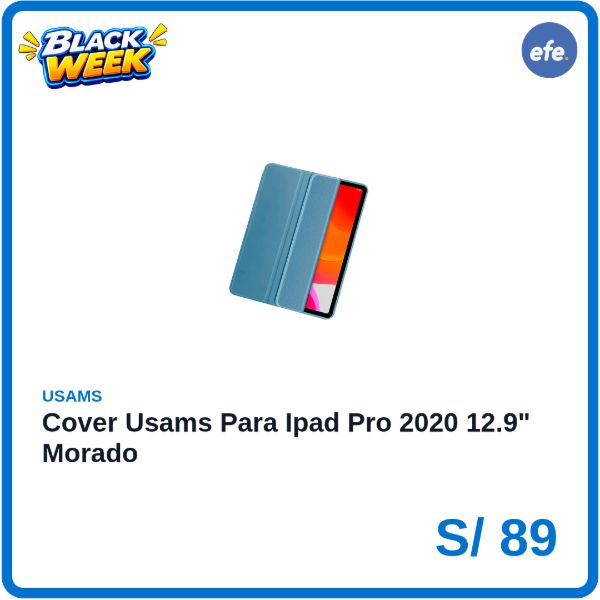 BLACK
WEEK
efe.
USAMS
Cover Usams Para Ipad Pro 2020 12.9"
Morado
S/ 89